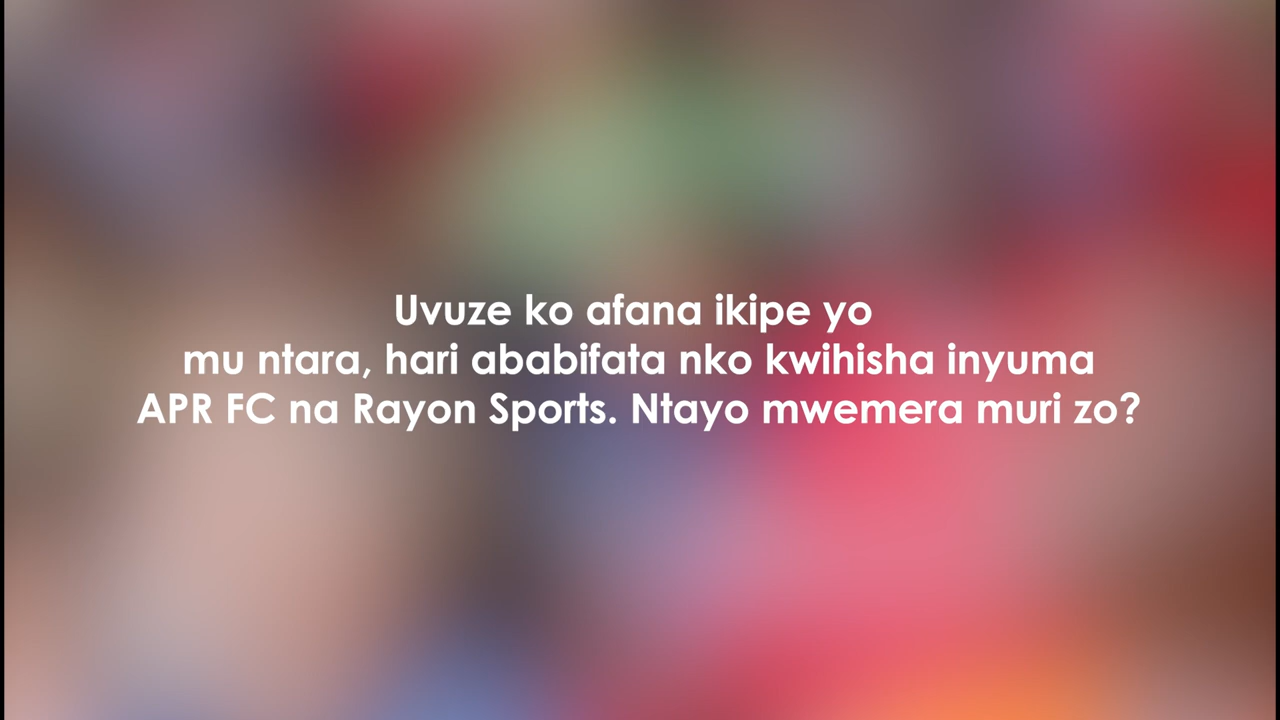 Uvuze ko afana ikipe yo
mu ntara, hari ababifata nko kwihisha inyuma
APR FC na Rayon Sports. Ntayo mwemera muri zo?